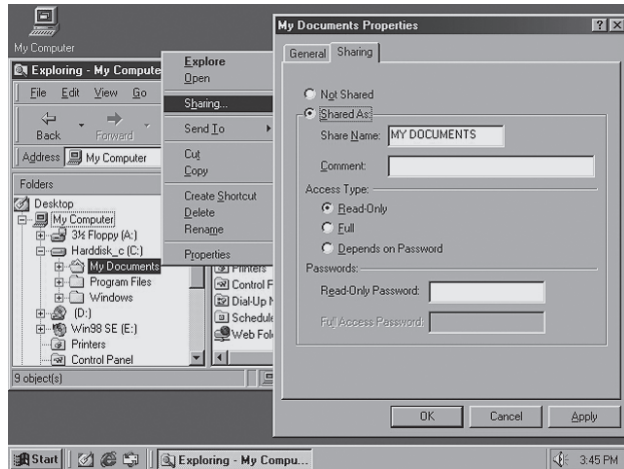 My Computer
Exploring - My Compute
File Edit View Go
Back Forward
Address My Computer
Folders
Desktop
My Computer
3½ Floppy (A:)
Harddisk_c (C:)
My Documents
Program Files
Windows
(D:)
Win98 SE (E:)
Printers
Control Panel
9 object(s)
Explore
Open
Sharing...
Send To
Cut
Copy
Create Shortcut
Delete
Rename
Properties
Printers
Control F
Dial-Up N
Schedule
Web Fol
My Documents Properties
General Sharing
Not Shared
Shared As:
Share Name: MY DOCUMENTS
Comment:
Access Type:
Read-Only
Full
Depends on Password
Passwords:
Read-Only Password:
Full Access Password:
OK Cancel Apply
Start Exploring - My Compu... 3:45 PM